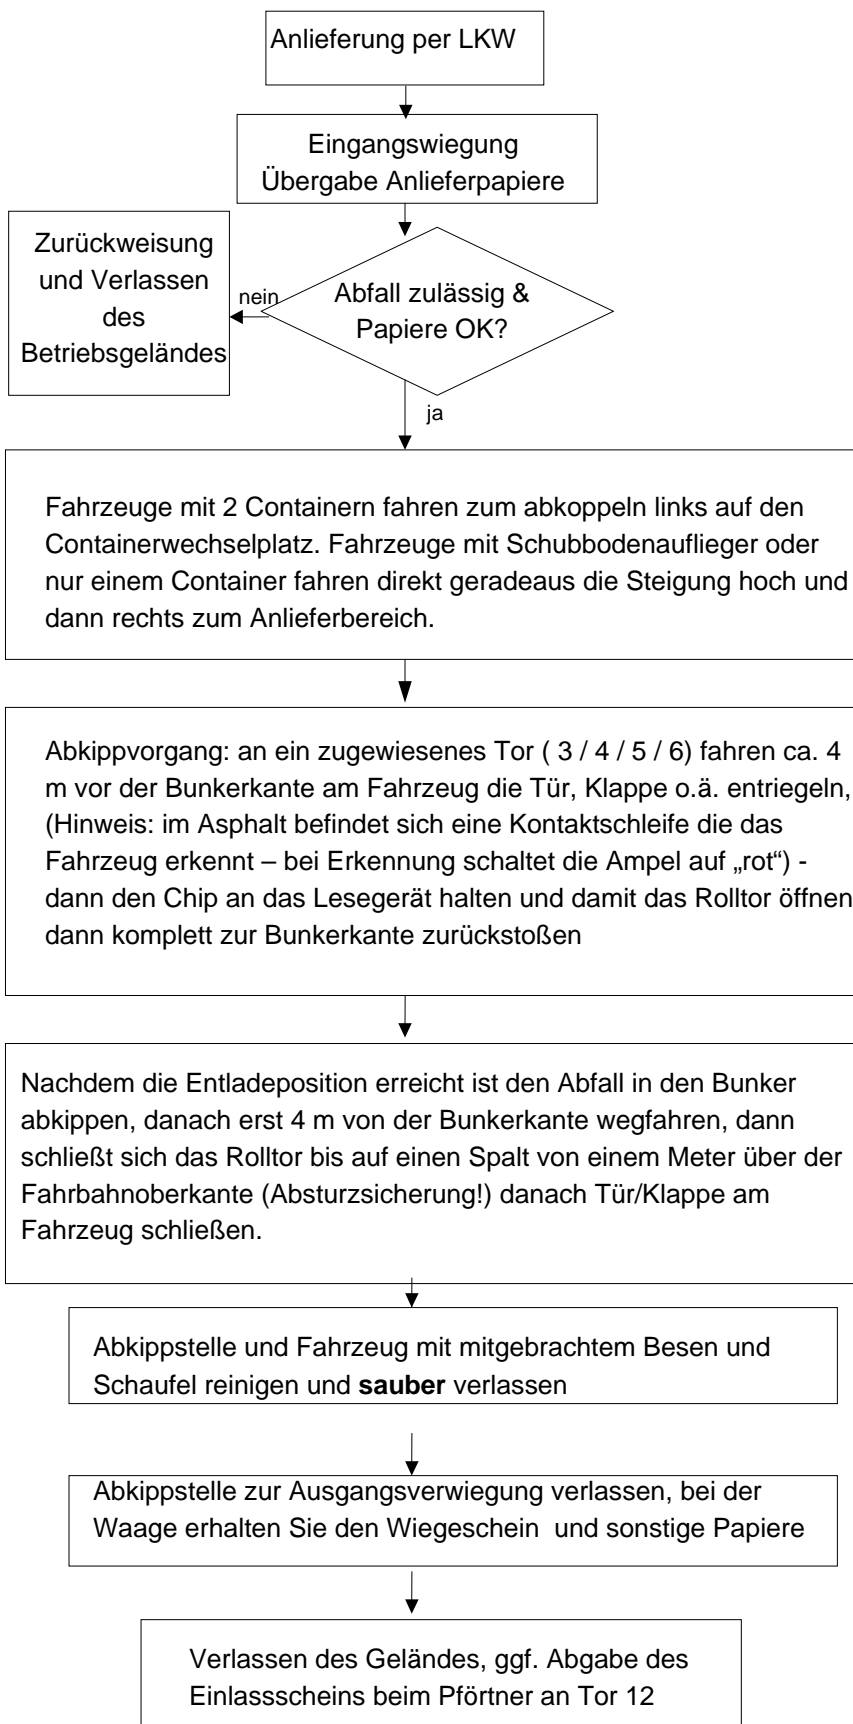 Anlieferung per LKW
Eingangswiegung
Übergabe Anlieferpapiere
Zurückweisung
und Verlassen
des
Betriebsgeländes
nein
Abfall zulässig &
Papiere OK?
ja
Fahrzeuge mit 2 Containern fahren zum abkoppeln links auf den
Containerwechselplatz. Fahrzeuge mit Schubbodenauflieger oder
nur einem Container fahren direkt geradeaus die Steigung hoch und
dann rechts zum Anlieferbereich.
Abkippvorgang: an ein zugewiesenes Tor ( 3 / 4 / 5 / 6) fahren ca. 4
m vor der Bunkerkante am Fahrzeug die Tür, Klappe o.ä. entriegeln,
(Hinweis: im Asphalt befindet sich eine Kontaktschleife die das
Fahrzeug erkennt – bei Erkennung schaltet die Ampel auf „rot“) -
dann den Chip an das Lesegerät halten und damit das Rolltor öffnen
dann komplett zur Bunkerkante zurückstoßen
Nachdem die Entladeposition erreicht ist den Abfall in den Bunker
abkippen, danach erst 4 m von der Bunkerkante wegfahren, dann
schließt sich das Rolltor bis auf einen Spalt von einem Meter über der
Fahrbahnoberkante (Absturzsicherung!) danach Tür/Klappe am
Fahrzeug schließen.
Abkippstelle und Fahrzeug mit mitgebrachtem Besen und
Schaufel reinigen und sauber verlassen
Abkippstelle zur Ausgangsverwiegung verlassen, bei der
Waage erhalten Sie den Wiegeschein und sonstige Papiere
Verlassen des Geländes, ggf. Abgabe des
Einlassscheins beim Pförtner an Tor 12